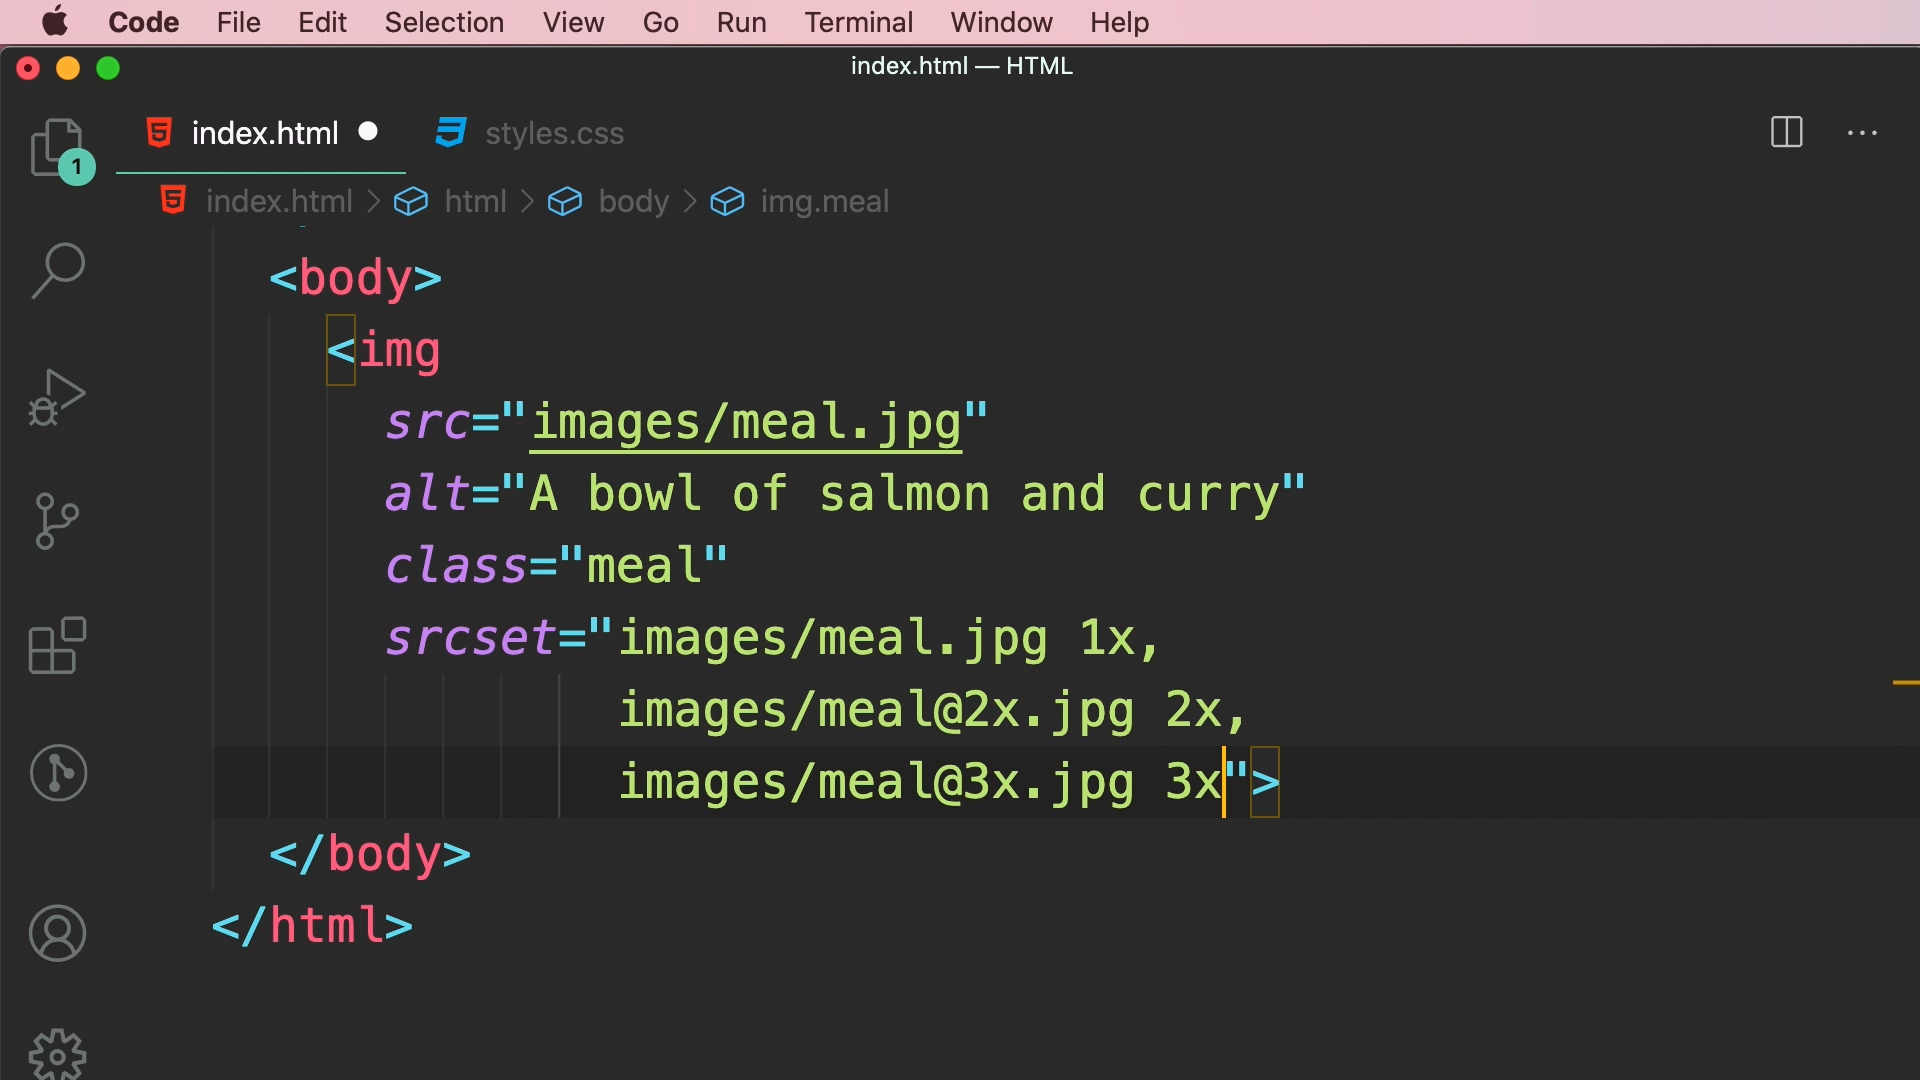 Code File Edit Selection View Go Run Terminal Window Help
index.html — HTML
index.html styles.css
1
index.html > html > body > img.meal
<body>
<img
src="images/meal.jpg"
alt="A bowl of salmon and curry"
class="meal"
srcset="images/meal.jpg 1x,
images/meal@2x.jpg 2x,
images/meal@3x.jpg 3x">
</body>
</html>